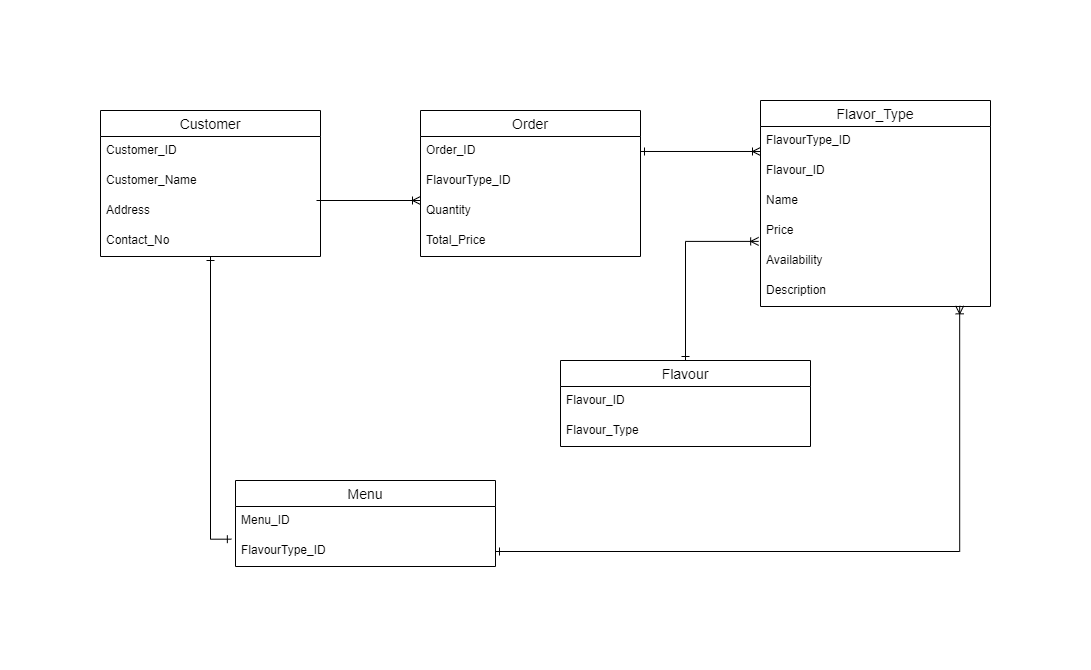 Customer
Customer_ID
Customer_Name
Address
Contact_No
Order
Order_ID
FlavourType_ID
Quantity
Total_Price
Flavor_Type
FlavourType_ID
Flavour_ID
Name
Price
Availability
Description
Flavour
Flavour_ID
Flavour_Type
Menu
Menu_ID
FlavourType_ID